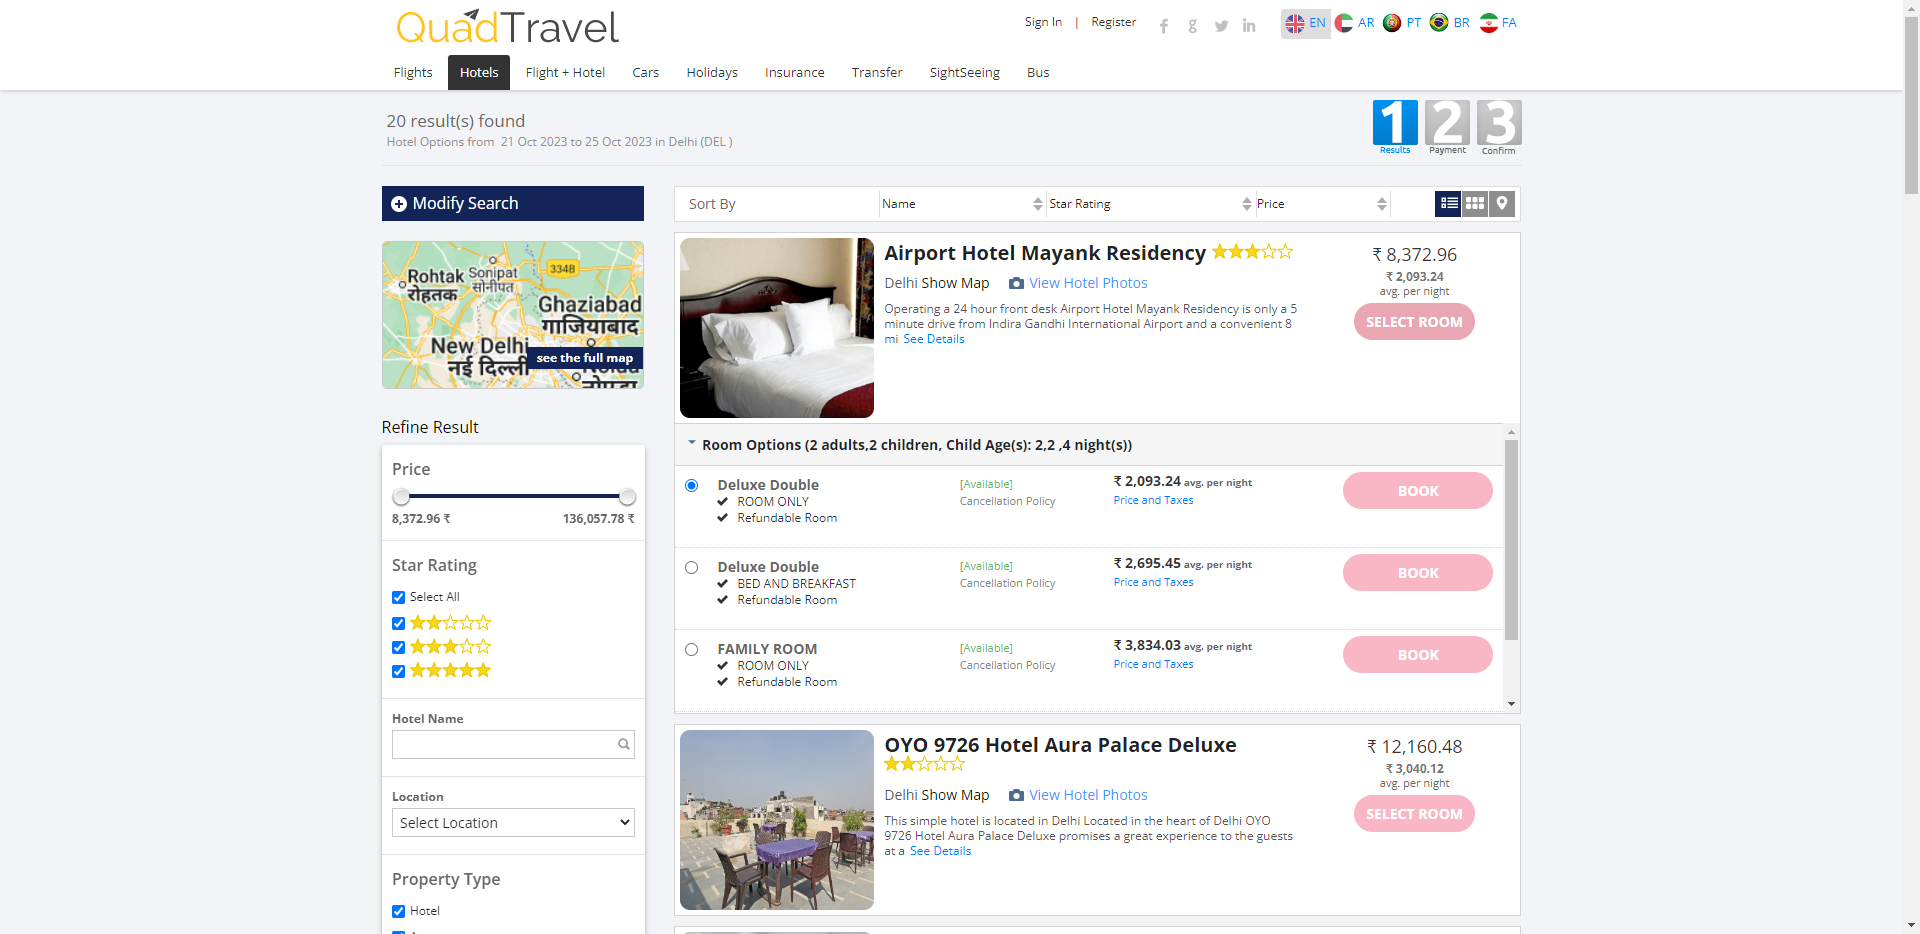 QuadTravel
Sign In | Register
EN AR PT BR FA
Flights Hotels Flight + Hotel Cars Holidays Insurance Transfer SightSeeing Bus
20 result(s) found
Hotel Options from 21 Oct 2023 to 25 Oct 2023 in Delhi (DEL )
1 2 3
Results Payment Confirm
Modify Search
Rohtak
रोहतक
Sonipat
सोनीपत
334B
Ghaziabad
गाजियाबाद
New Delhi
नई दिल्ली
see the full map
Refine Result
Price
8,372.96 ₹ 136,057.78 ₹
Star Rating
Select All
Hotel Name
Location
Select Location
Property Type
Hotel
Sort By Name Star Rating Price
Airport Hotel Mayank Residency
Delhi Show Map View Hotel Photos
Operating a 24 hour front desk Airport Hotel Mayank Residency is only a 5
minute drive from Indira Gandhi International Airport and a convenient 8
mi See Details
₹ 8,372.96
₹ 2,093.24
avg. per night
SELECT ROOM
Room Options (2 adults,2 children, Child Age(s): 2,2 ,4 night(s))
Deluxe Double
ROOM ONLY
Refundable Room
[Available]
Cancellation Policy
₹ 2,093.24 avg. per night
Price and Taxes
BOOK
Deluxe Double
BED AND BREAKFAST
Refundable Room
[Available]
Cancellation Policy
₹ 2,695.45 avg. per night
Price and Taxes
BOOK
FAMILY ROOM
ROOM ONLY
Refundable Room
[Available]
Cancellation Policy
₹ 3,834.03 avg. per night
Price and Taxes
BOOK
OYO 9726 Hotel Aura Palace Deluxe
Delhi Show Map View Hotel Photos
This simple hotel is located in Delhi Located in the heart of Delhi OYO
9726 Hotel Aura Palace Deluxe promises a great experience to the guests
at a See Details
₹ 12,160.48
₹ 3,040.12
avg. per night
SELECT ROOM